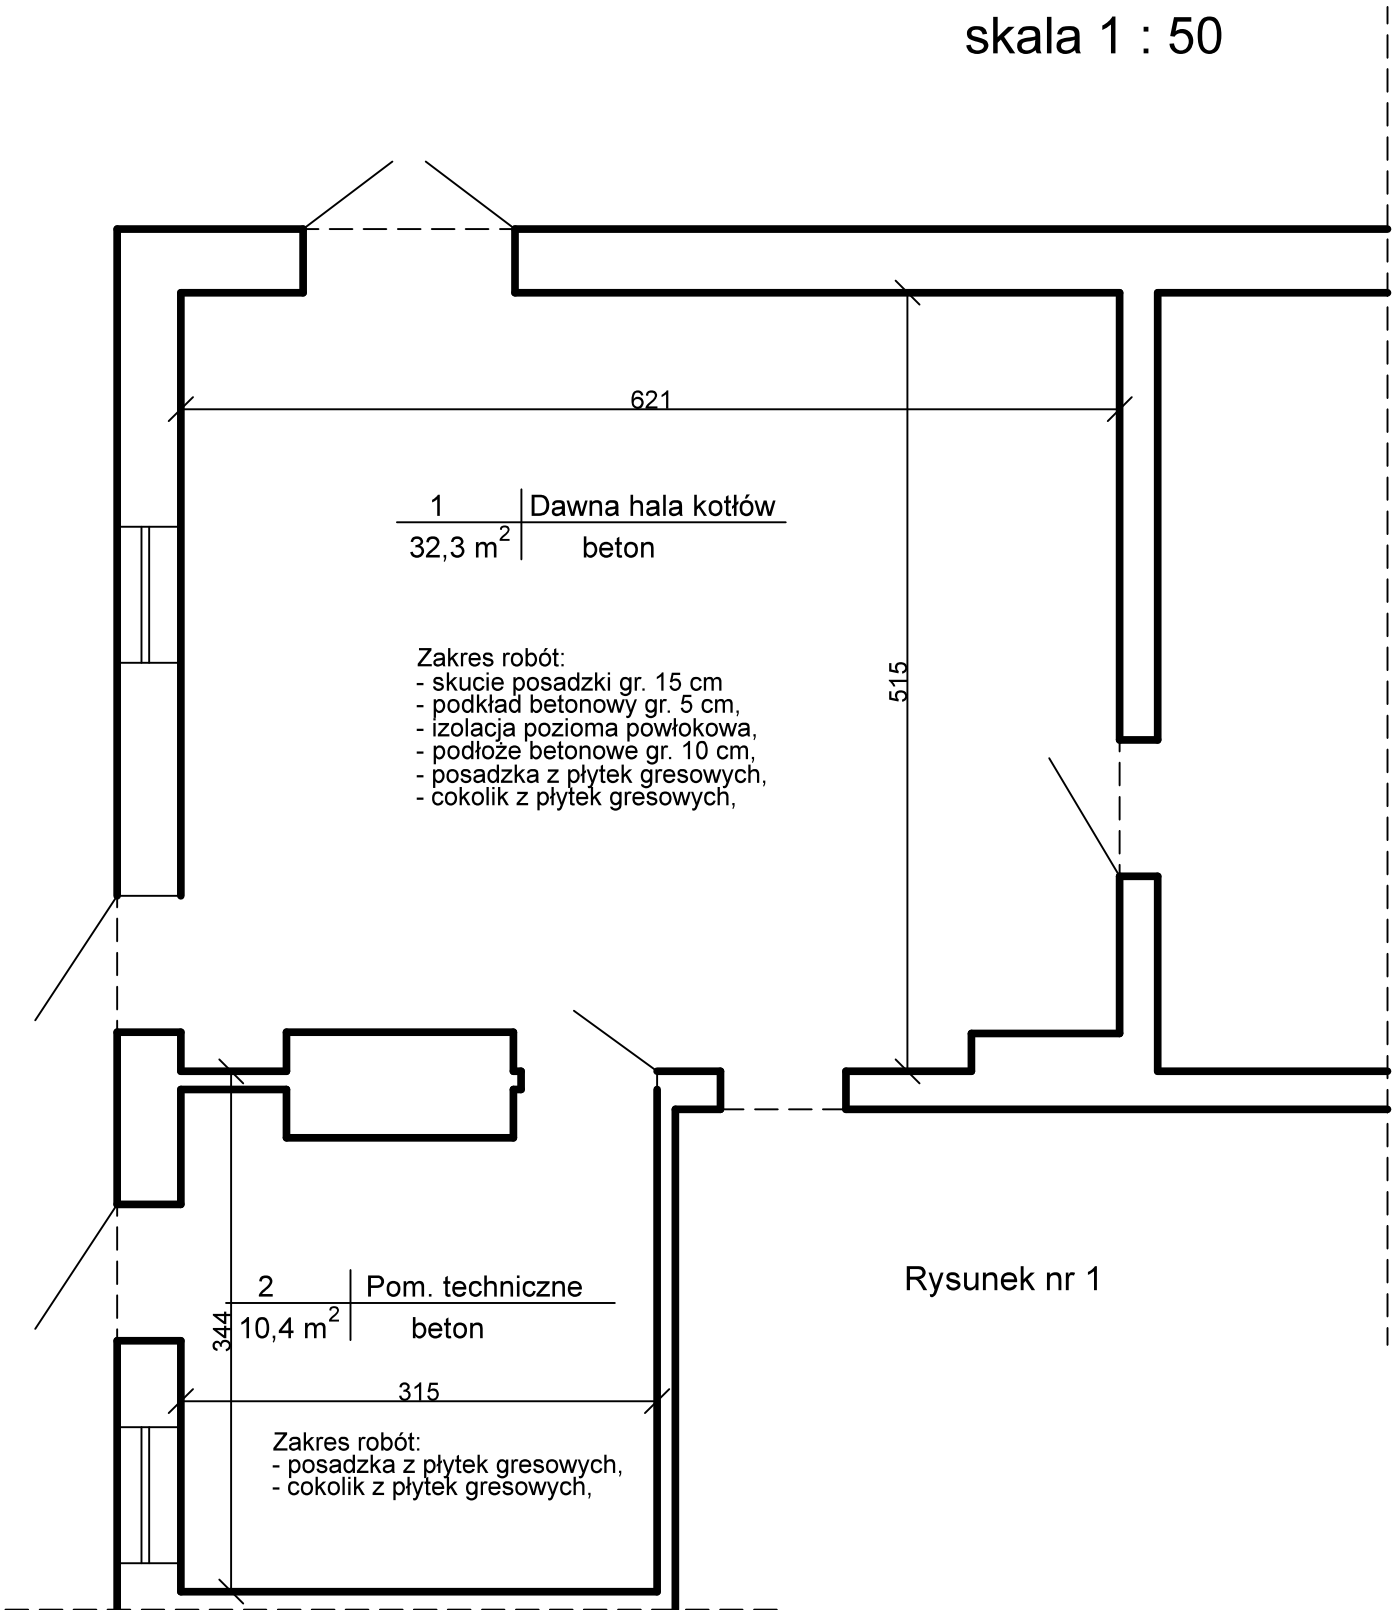 skala 1 : 50
621
1 Dawna hala kotłów
32,3 m² beton
Zakres robót:
- skucie posadzki gr. 15 cm
- podkład betonowy gr. 5 cm,
- izolacja pozioma powłokowa,
- podłoże betonowe gr. 10 cm,
- posadzka z płytek gresowych,
- cokolik z płytek gresowych,
515
Rysunek nr 1
2 Pom. techniczne
10,4 m² beton
344
315
Zakres robót:
- posadzka z płytek gresowych,
- cokolik z płytek gresowych,